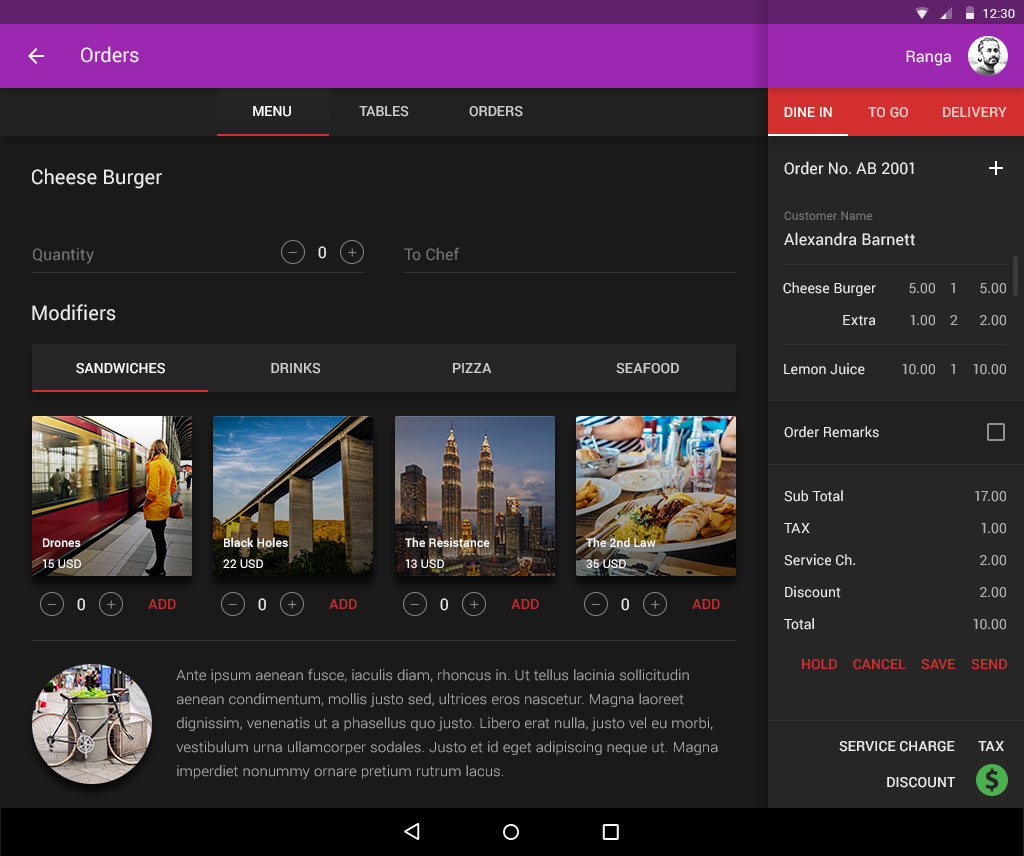 12:30
Orders
Ranga
MENU TABLES ORDERS
DINE IN TO GO DELIVERY
Cheese Burger
Quantity 0 To Chef
Modifiers
SANDWICHES DRINKS PIZZA SEAFOOD
Drones
15 USD
Black Holes
22 USD
The Resistance
13 USD
The 2nd Law
35 USD
0 ADD 0 ADD 0 ADD 0 ADD
Ante ipsum aenean fusce, iaculis diam, rhoncus in. Ut tellus lacinia sollicitudin
aenean condimentum, mollis justo sed, ultrices eros nascetur. Magna laoreet
dignissim, venenatis ut a phasellus quo justo. Libero erat nulla, justo vel eu morbi,
vestibulum urna ullamcorper sodales. Justo et id eget adipiscing neque ut. Magna
imperdiet nonummy ornare pretium rutrum lacus.
Order No. AB 2001
Customer Name
Alexandra Barnett
Cheese Burger 5.00 1 5.00
Extra 1.00 2 2.00
Lemon Juice 10.00 1 10.00
Order Remarks
Sub Total 17.00
TAX 1.00
Service Ch. 2.00
Discount 2.00
Total 10.00
HOLD CANCEL SAVE SEND
SERVICE CHARGE TAX
DISCOUNT $